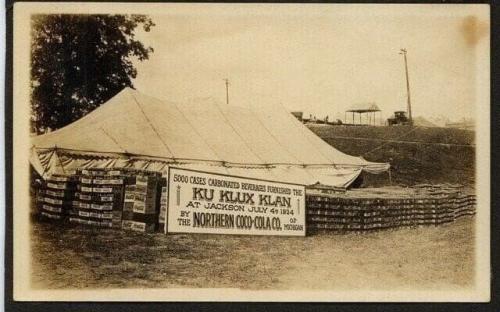 5000 CASES CARBONATED BEVERAGES FURNISHED THE
KU KLUX KLAN
AT JACKSON JULY 4th 1924
BY THE NORTHERN COCO-COLA CO. OF MICHIGAN